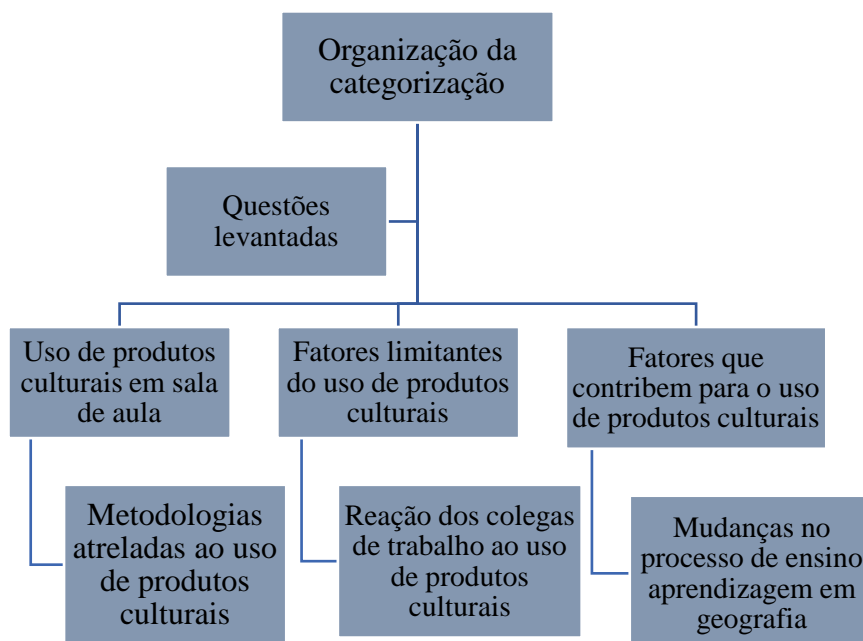 Organização da
categorização
Questões
levantadas
Uso de produtos
culturais em sala
de aula
Fatores limitantes
do uso de produtos
culturais
Fatores que
contribem para o uso
de produtos culturais
Metodologias
atreladas ao uso
de produtos
culturais
Reação dos colegas
de trabalho ao uso
de produtos
culturais
Mudanças no
processo de ensino
aprendizagem em
geografia